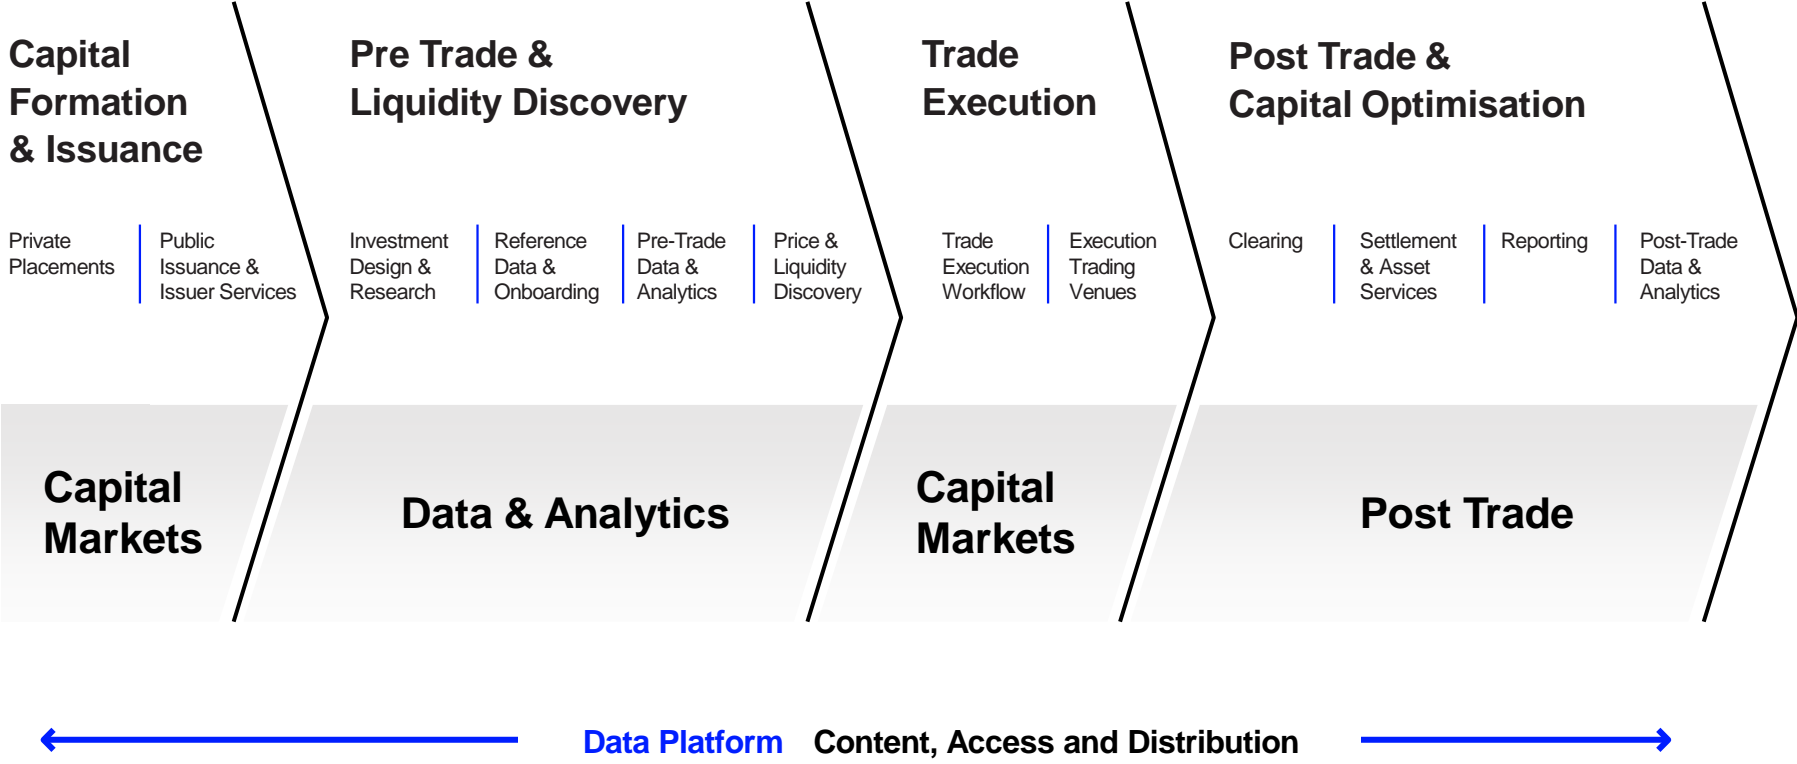 Capital
Formation
& Issuance
Pre Trade &
Liquidity Discovery
Trade
Execution
Post Trade &
Capital Optimisation
Private
Placements
Public
Issuance &
Issuer Services
Investment
Design &
Research
Reference
Data &
Onboarding
Pre-Trade
Data &
Analytics
Price &
Liquidity
Discovery
Trade
Execution
Workflow
Execution
Trading
Venues
Clearing
Settlement
& Asset
Services
Reporting
Post-Trade
Data &
Analytics
Capital
Markets
Data & Analytics
Capital
Markets
Post Trade
Data Platform Content, Access and Distribution